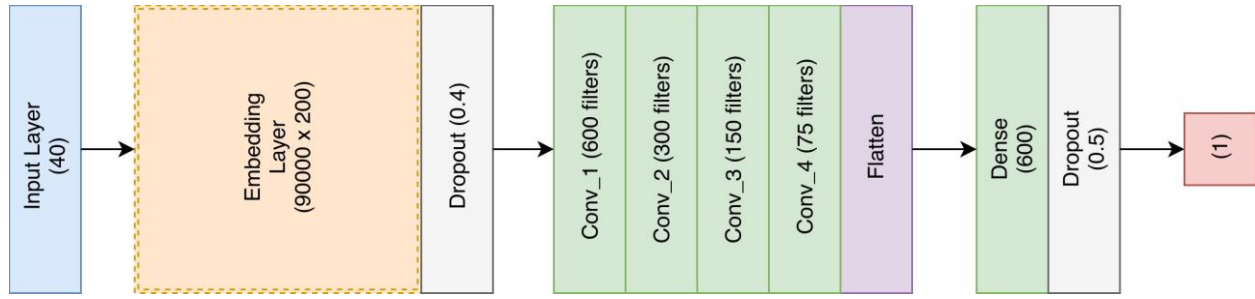 Input Layer
(40)
Embedding
Layer
(90000 x 200)
Dropout (0.4)
Conv_1 (600 filters)
Conv_2 (300 filters)
Conv_3 (150 filters)
Conv_4 (75 filters)
Flatten
Dense
(600)
Dropout
(0.5)
(1)